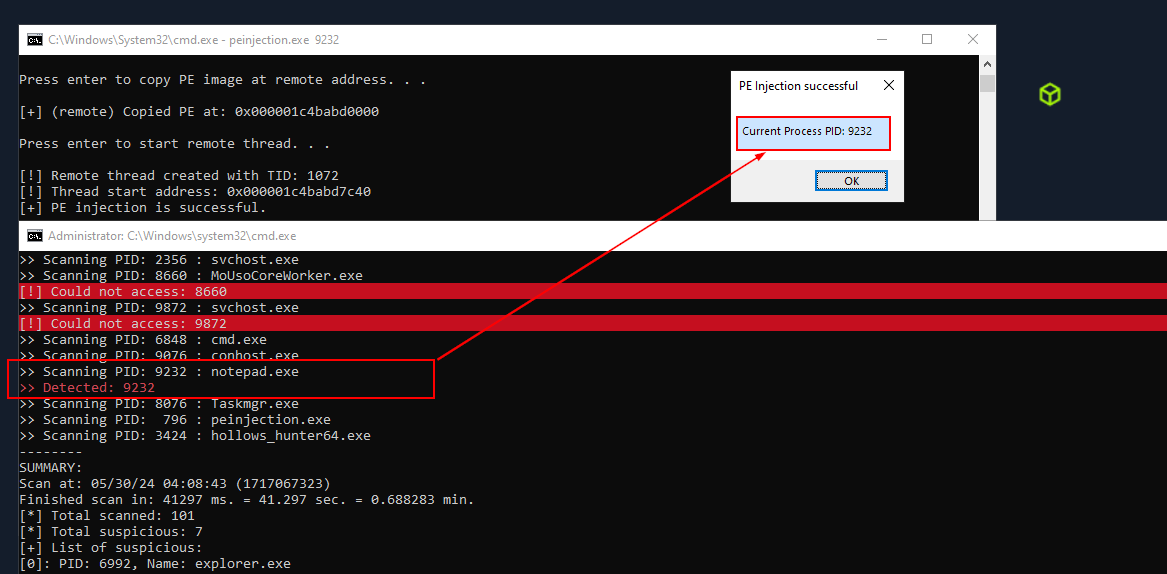 C:\Windows\System32\cmd.exe - peinjection.exe 9232
Press enter to copy PE image at remote address. . .
[+] (remote) Copied PE at: 0x000001c4babd0000
Press enter to start remote thread. . .
[!] Remote thread created with TID: 1072
[!] Thread start address: 0x000001c4babd7c40
[+] PE injection is successful.
PE Injection successful
Current Process PID: 9232
OK
Administrator: C:\Windows\system32\cmd.exe
>> Scanning PID: 2356 : svchost.exe
>> Scanning PID: 8660 : MoUsoCoreWorker.exe
[!] Could not access: 8660
>> Scanning PID: 9872 : svchost.exe
[!] Could not access: 9872
>> Scanning PID: 6848 : cmd.exe
>> Scanning PID: 9076 : conhost.exe
>> Scanning PID: 9232 : notepad.exe
>> Detected: 9232
>> Scanning PID: 8076 : Taskmgr.exe
>> Scanning PID:  796 : peinjection.exe
>> Scanning PID: 3424 : hollows_hunter64.exe
--------
SUMMARY:
Scan at: 05/30/24 04:08:43 (1717067323)
Finished scan in: 41297 ms. = 41.297 sec. = 0.688283 min.
[*] Total scanned: 101
[*] Total suspicious: 7
[+] List of suspicious:
[0]: PID: 6992, Name: explorer.exe